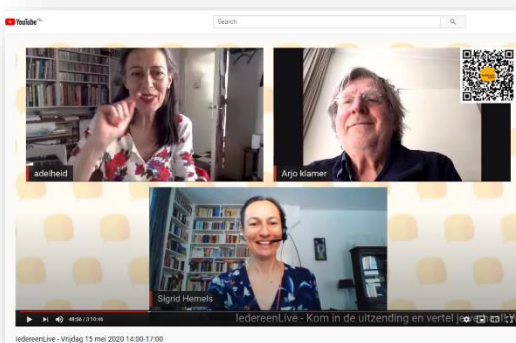 YouTube NL
Search
adelheid
Arjo klamer
Sigrid Hemels
48:56 / 3:10:46
IedereenLive - Kom in de uitzending en vertel je
IedereenLive - Vrijdag 15 mei 2020 14:00-17:00